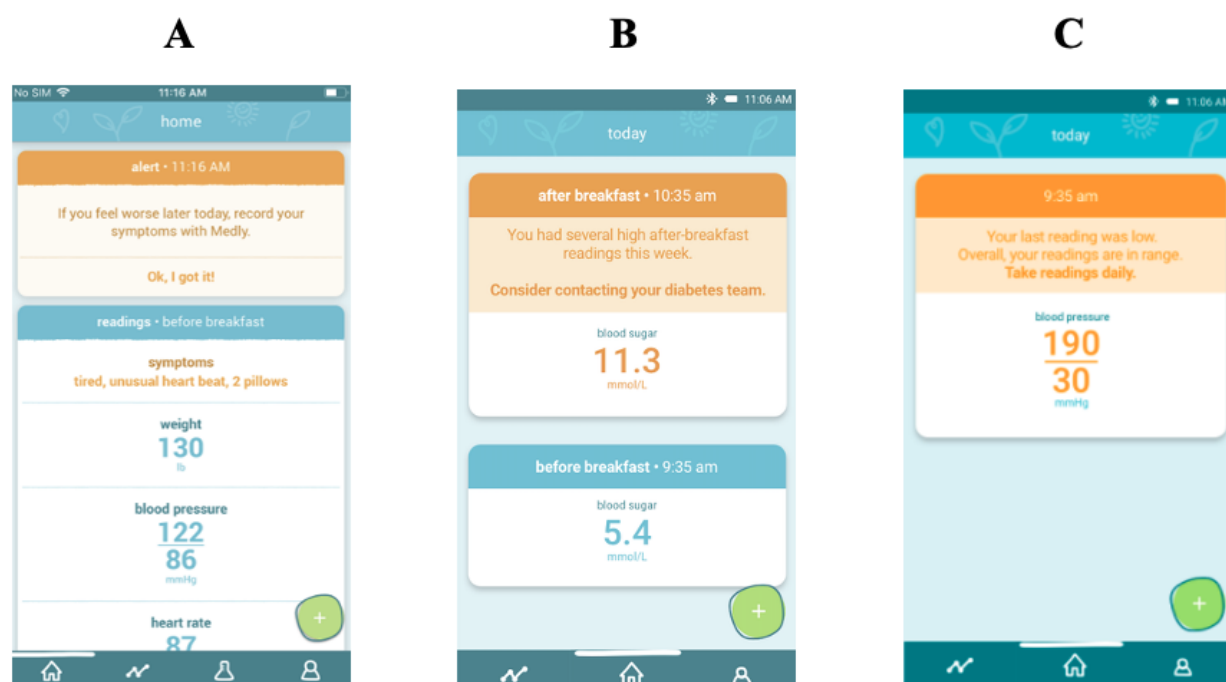 A
B
C
No SIM 11:16 AM
home
alert • 11:16 AM
If you feel worse later today, record your
symptoms with Medly.
Ok, I got it!
readings • before breakfast
symptoms
tired, unusual heart beat, 2 pillows
weight
130
lb
blood pressure
122
86
mmHg
heart rate
87
+
11:06 AM
today
after breakfast • 10:35 am
You had several high after-breakfast
readings this week.
Consider contacting your diabetes team.
blood sugar
11.3
mmol/L
before breakfast • 9:35 am
blood sugar
5.4
mmol/L
+
11:06 AM
today
9:35 am
Your last reading was low.
Overall, your readings are in range.
Take readings daily.
blood pressure
190
30
mmHg
+